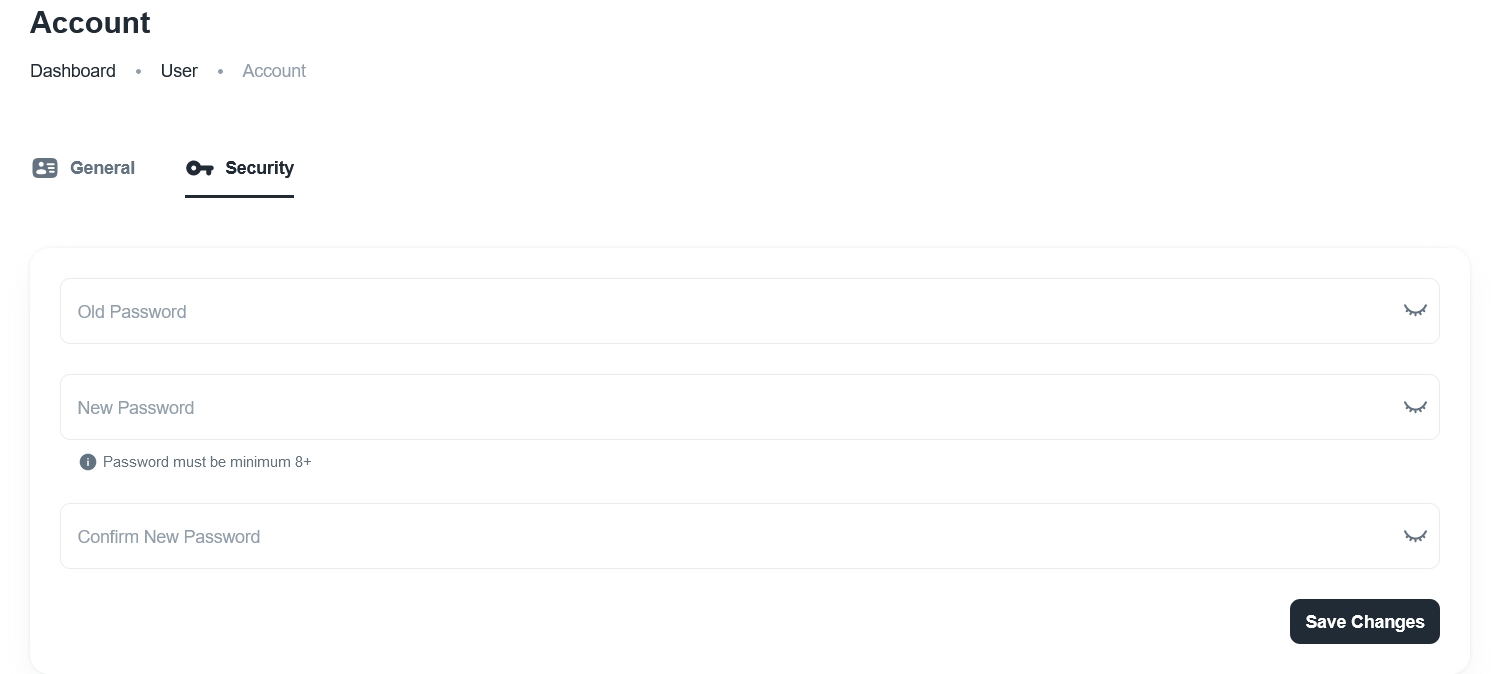 Account
Dashboard • User • Account
General Security
Old Password
New Password
Password must be minimum 8+
Confirm New Password
Save Changes